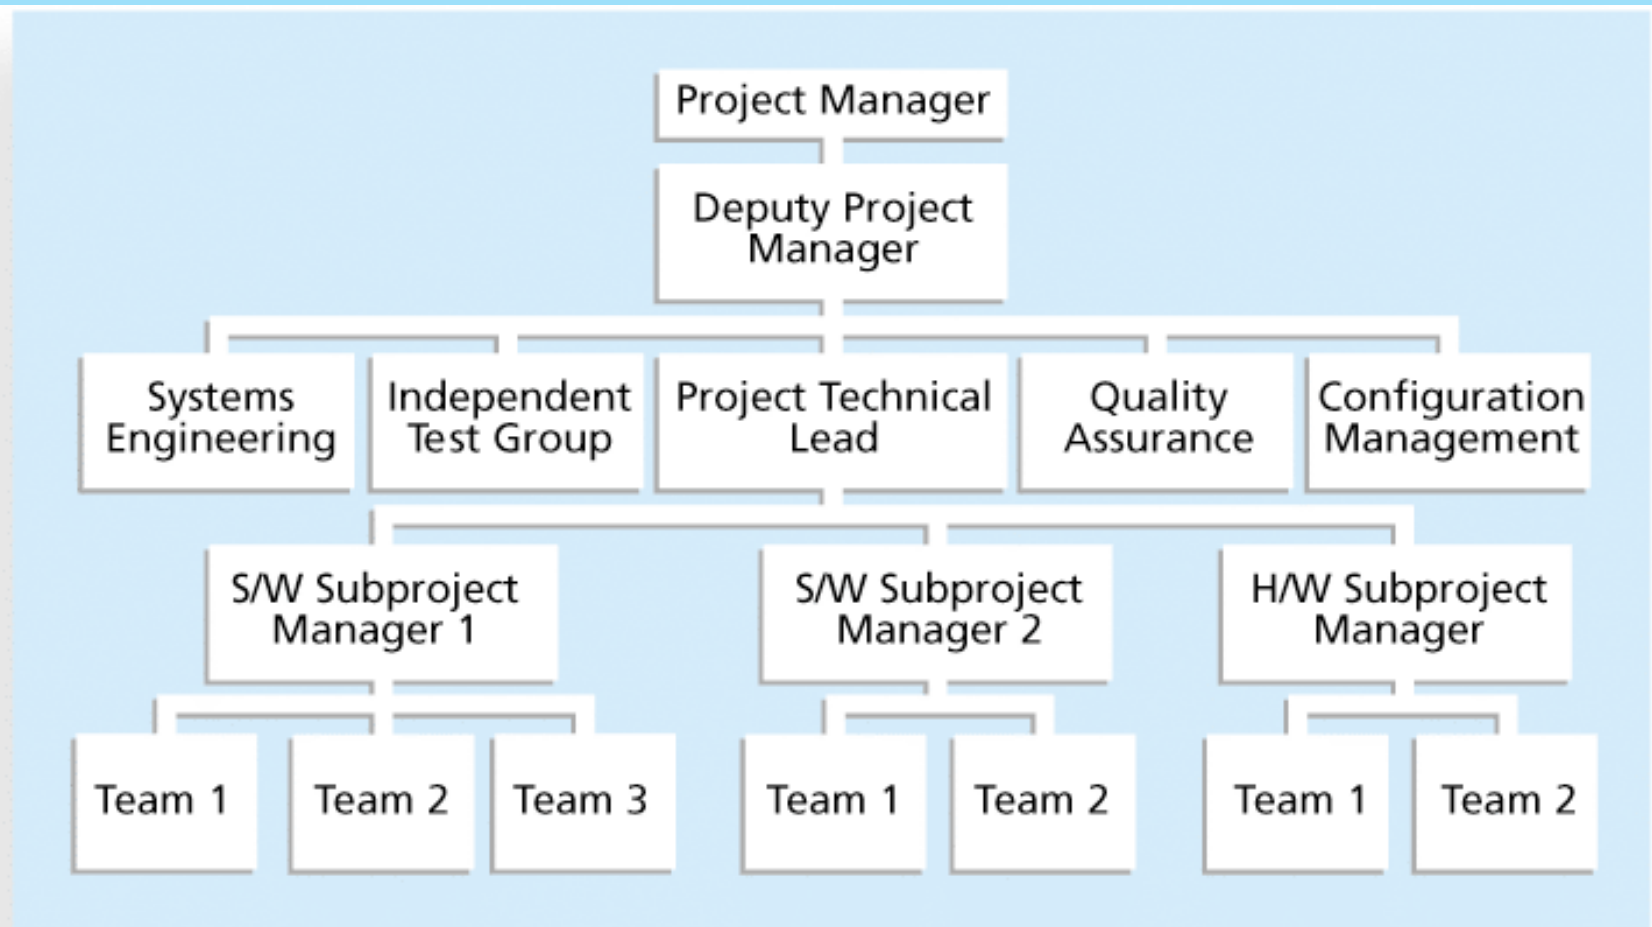 Project Manager
Deputy Project
Manager
Systems
Engineering
Independent
Test Group
Project Technical
Lead
Quality
Assurance
Configuration
Management
S/W Subproject
Manager 1
S/W Subproject
Manager 2
H/W Subproject
Manager
Team 1
Team 2
Team 3
Team 1
Team 2
Team 1
Team 2